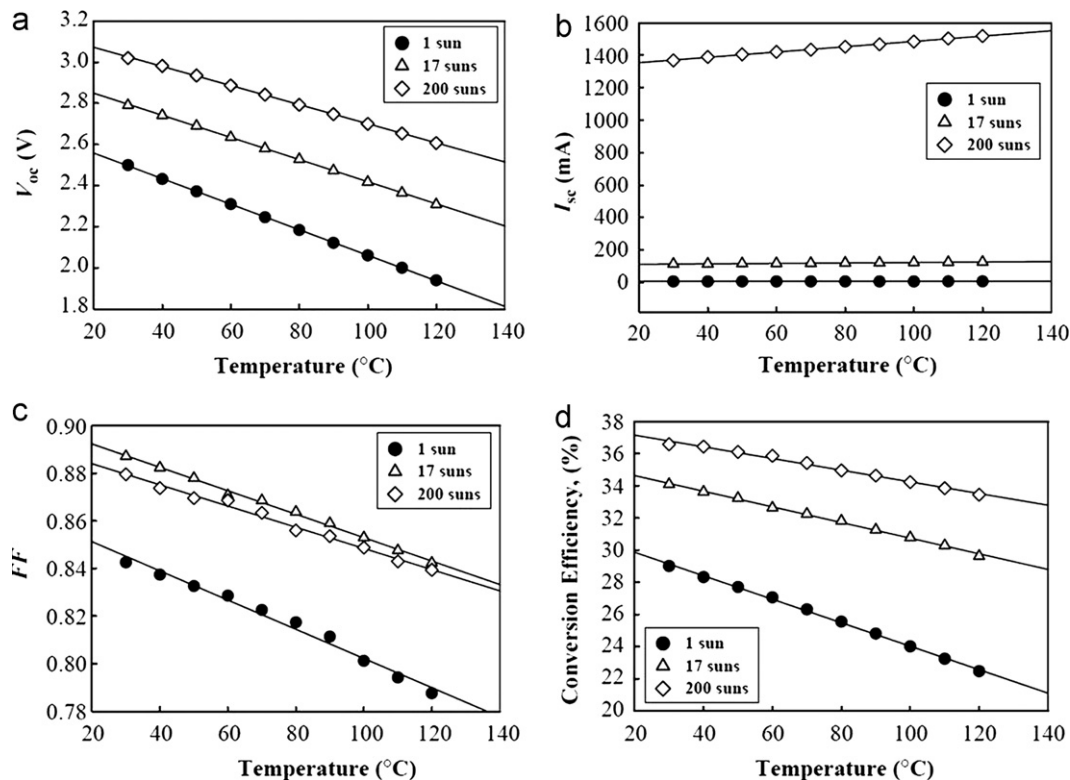 a
3.2
3.0
2.8
2.6
2.4
2.2
2.0
1.8
V_oc (V)
1 sun
17 suns
200 suns
20 40 60 80 100 120 140
Temperature (°C)
b
1600
1400
1200
1000
800
600
400
200
0
I_sc (mA)
1 sun
17 suns
200 suns
20 40 60 80 100 120 140
Temperature (°C)
c
0.90
0.88
0.86
0.84
0.82
0.80
0.78
FF
1 sun
17 suns
200 suns
20 40 60 80 100 120 140
Temperature (°C)
d
38
36
34
32
30
28
26
24
22
20
Conversion Efficiency, (%)
1 sun
17 suns
200 suns
20 40 60 80 100 120 140
Temperature (°C)